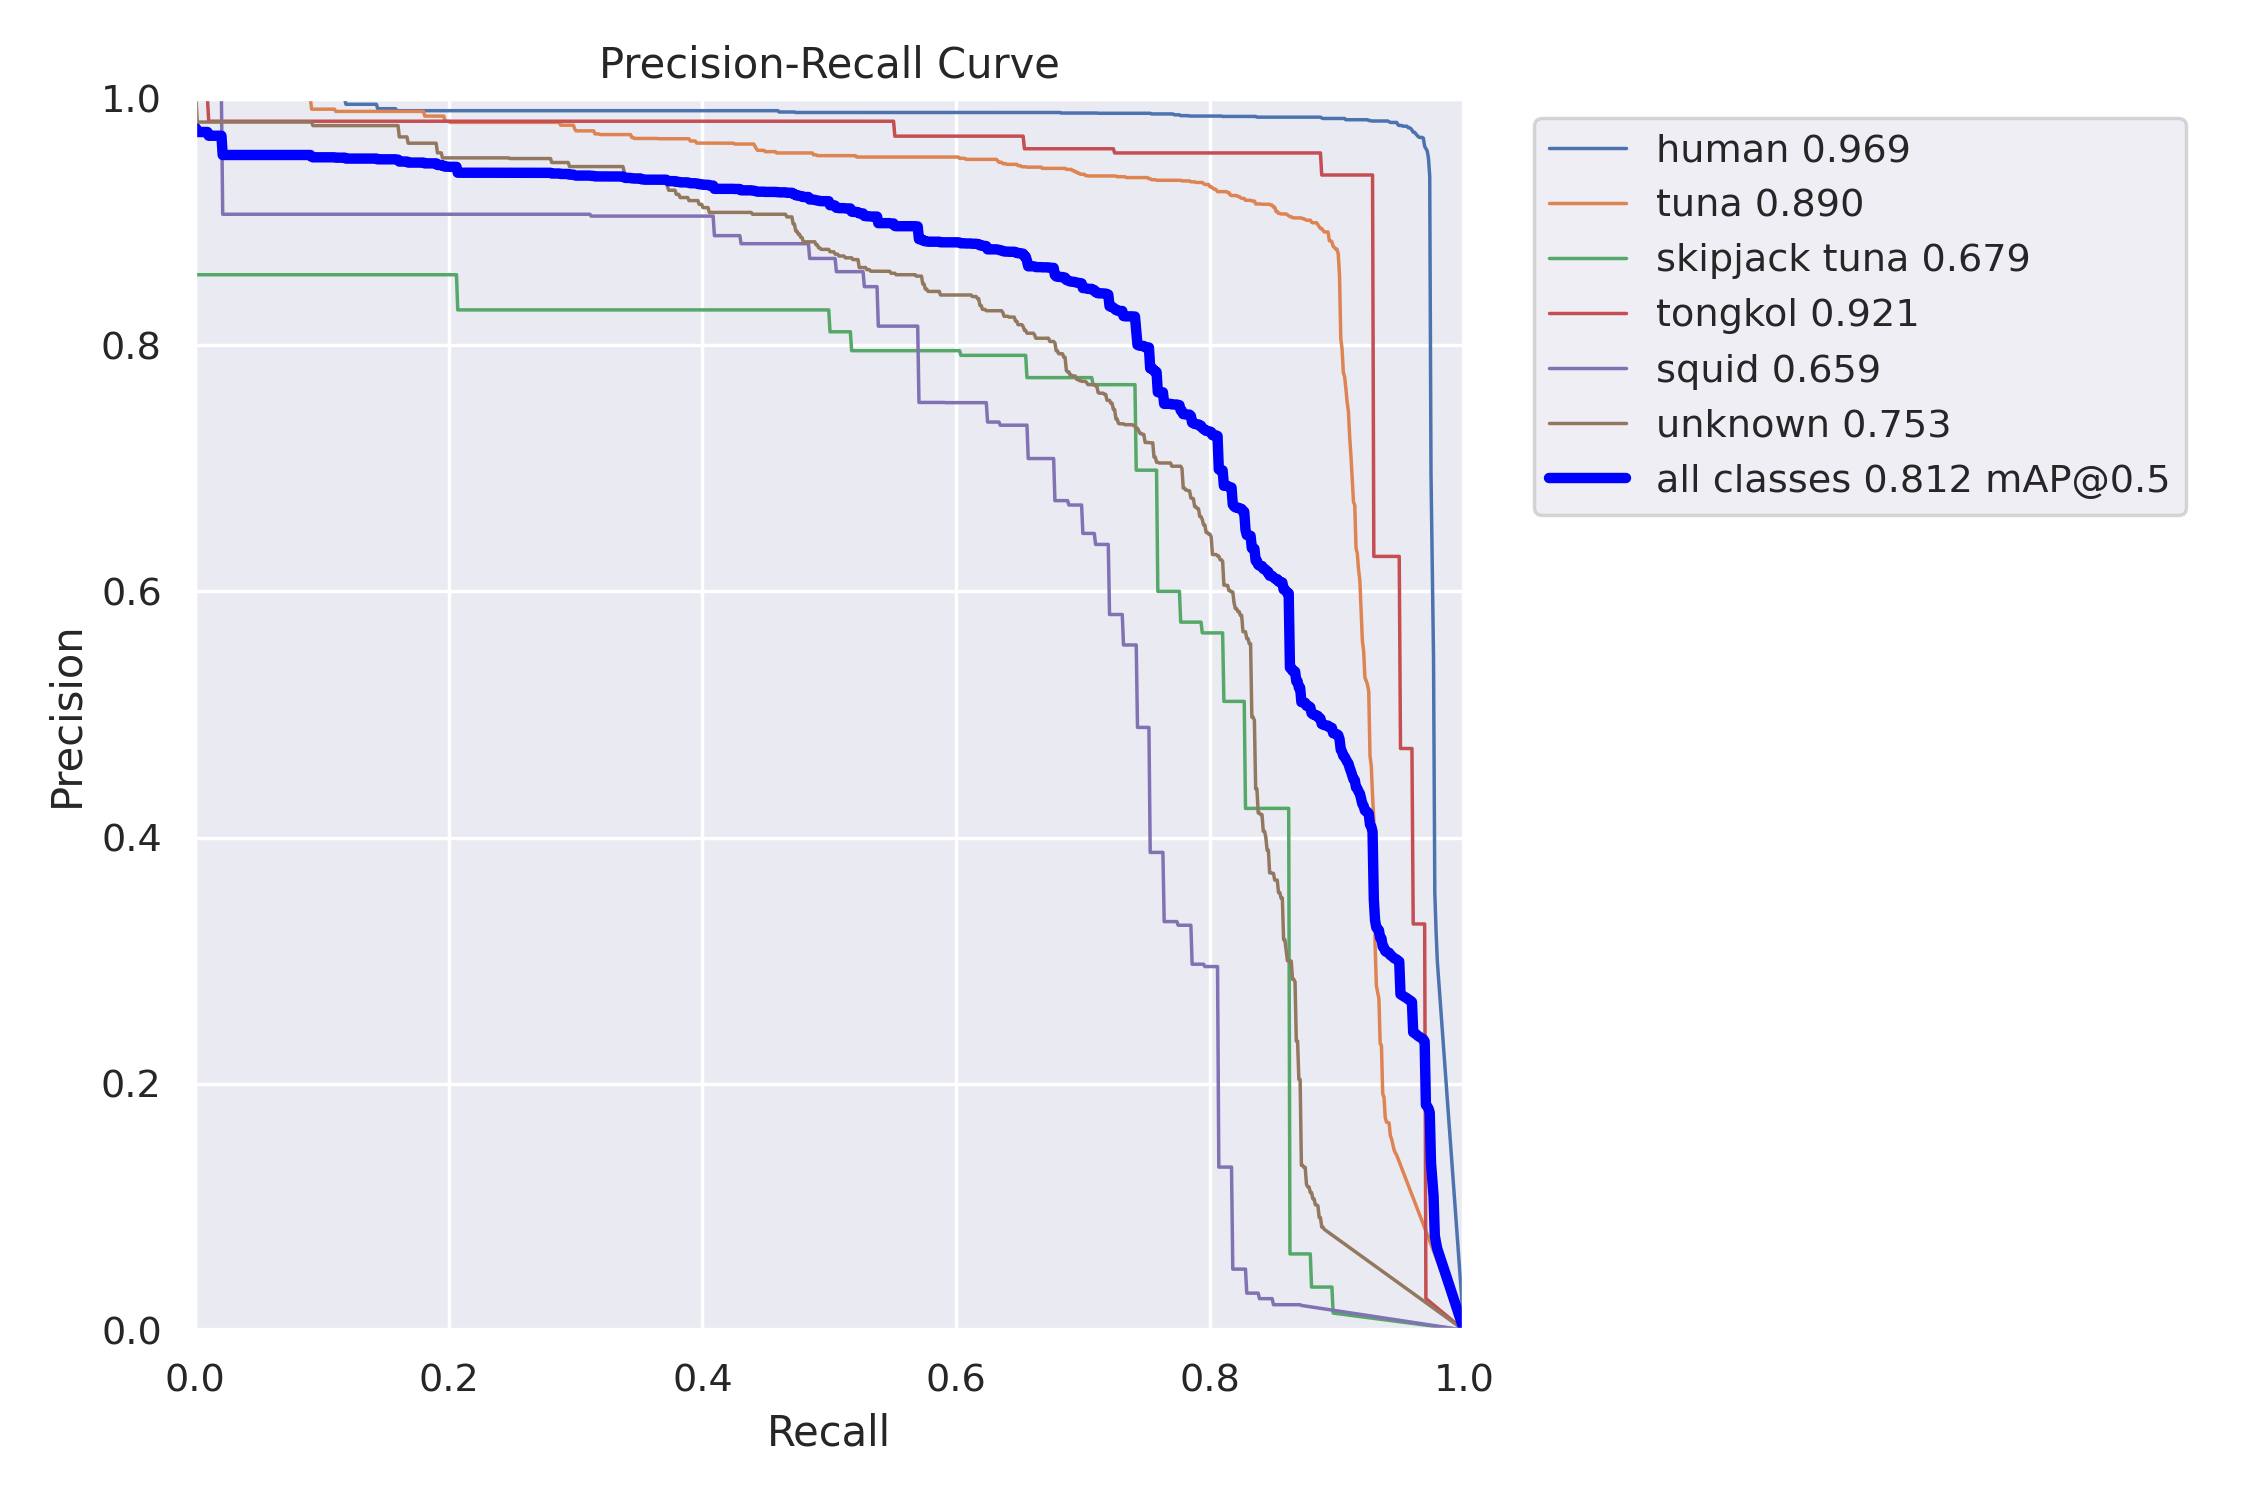 Precision-Recall Curve
1.0
0.8
0.6
0.4
0.2
0.0
Precision
0.0 0.2 0.4 0.6 0.8 1.0
Recall
human 0.969
tuna 0.890
skipjack tuna 0.679
tongkol 0.921
squid 0.659
unknown 0.753
all classes 0.812 mAP@0.5